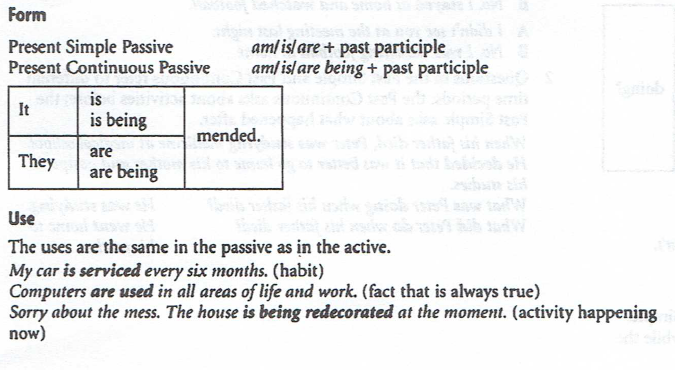 Form
Present Simple Passive am/is/are + past participle
Present Continuous Passive am/is/are being + past participle
It is
is being
mended.
They are
are being
Use
The uses are the same in the passive as in the active.
My car is serviced every six months. (habit)
Computers are used in all areas of life and work. (fact that is always true)
Sorry about the mess. The house is being redecorated at the moment. (activity happening
now)